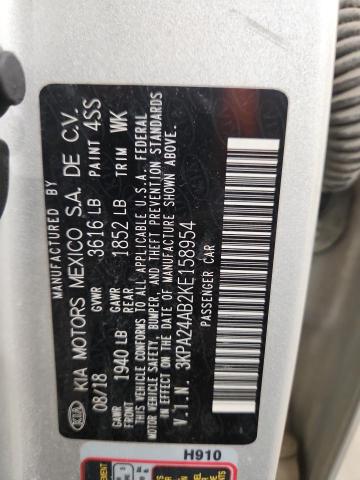 MANUFACTURED BY
KIA KIA MOTORS MEXICO S.A. DE C.V.
08/18 GVWR 3616 LB PAINT 4SS
GAWR FRONT 1940 LB GAWR REAR 1852 LB TRIM WK
THIS VEHICLE CONFORMS TO ALL APPLICABLE U.S.A. FEDERAL
MOTOR VEHICLE SAFETY, BUMPER, AND THEFT PREVENTION STANDARDS
IN EFFECT ON THE DATE OF MANUFACTURE SHOWN ABOVE.
V.I.N. 3KPA24AB2KE158954
PASSENGER CAR
H910